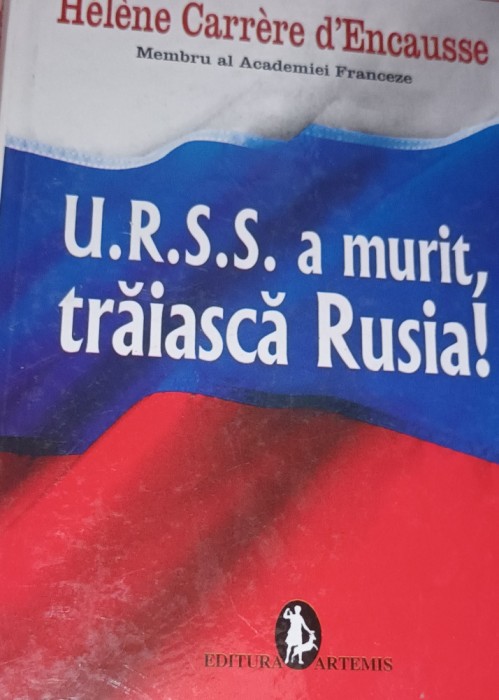 Helène Carrère d'Encausse
Membru al Academiei Franceze
U.R.S.S. a murit,
trăiască Rusia!
EDITURA ARTEMIS